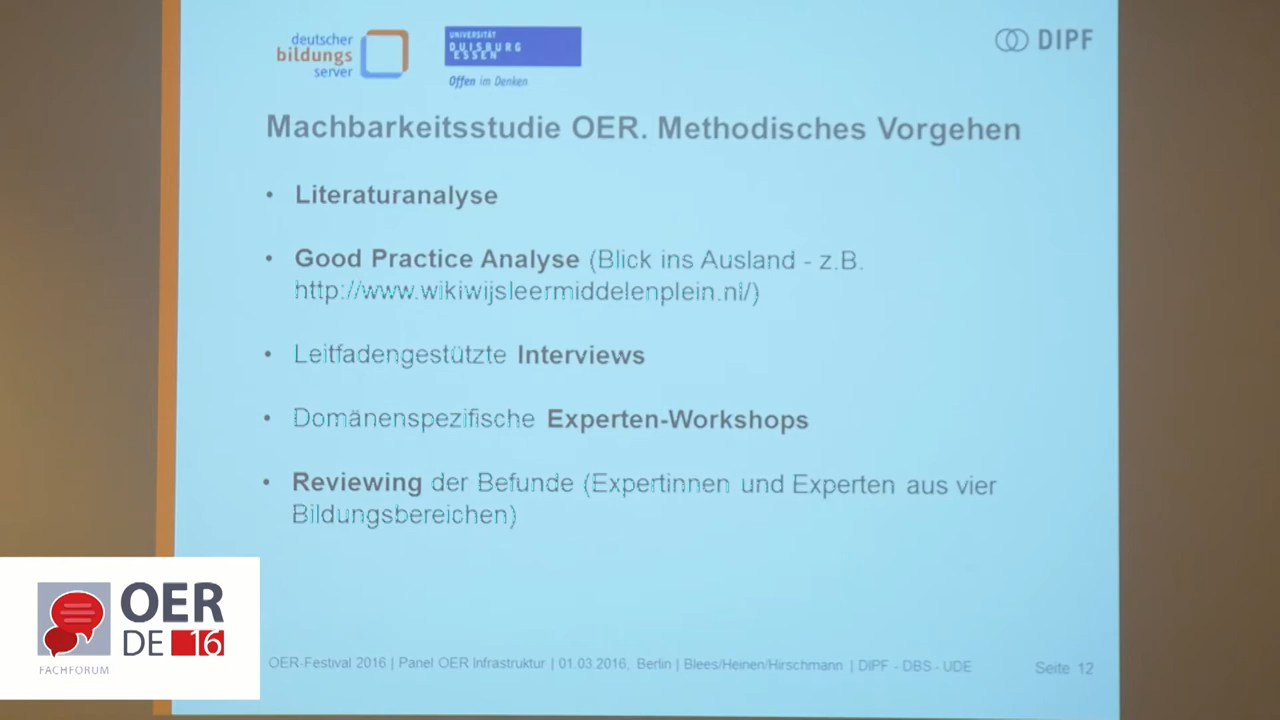 deutscher
bildungs
server
UNIVERSITÄT
DUISBURG
ESSEN
Offen im Denken
DIPF
Machbarkeitsstudie OER. Methodisches Vorgehen
• Literaturanalyse
• Good Practice Analyse (Blick ins Ausland - z.B.
http://www.wikiwijsleermiddelenplein.nl/)
• Leitfadengestützte Interviews
• Domänenspezifische Experten-Workshops
• Reviewing der Befunde (Expertinnen und Experten aus vier
Bildungsbereichen)
OER-Festival 2016 | Panel OER Infrastruktur | 01.03.2016, Berlin | Blees/Heinen/Hirschmann | DIPF - DBS - UDE
Seite 12
OER
DE 16
FACHFORUM